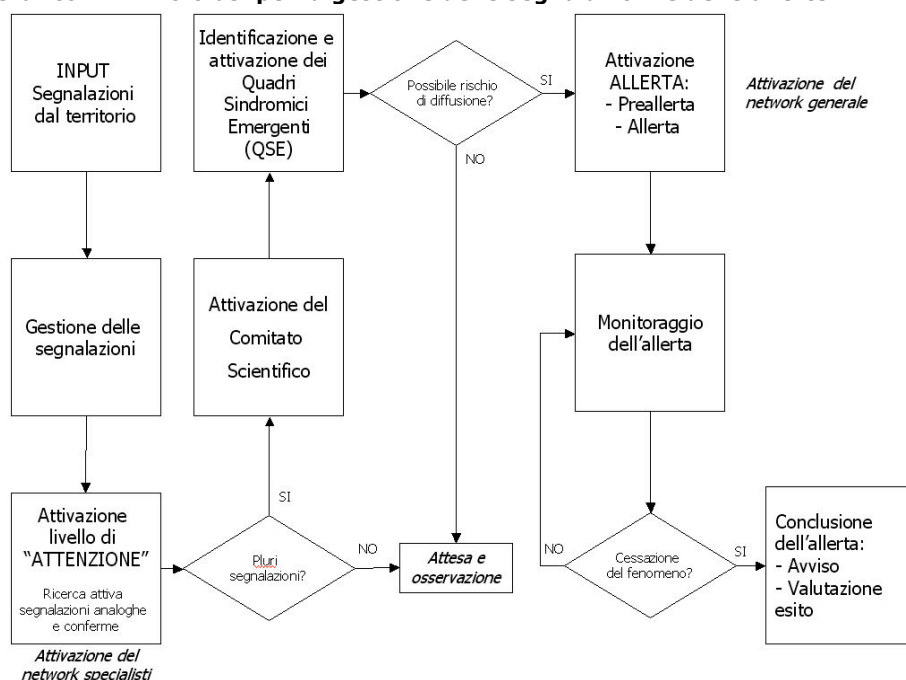 INPUT
Segnalazioni
dal territorio
Gestione delle
segnalazioni
Attivazione
livello di
“ATTENZIONE”
Ricerca attiva
segnalazioni analoghe
e conferme
Attivazione del
network specialisti
Pluri
segnalazioni?
SI
NO
Attivazione del
Comitato
Scientifico
Identificazione e
attivazione dei
Quadri
Sindromici
Emergenti
(QSE)
Possibile rischio
di diffusione?
SI
NO
Attesa e
osservazione
Attivazione
ALLERTA:
- Preallerta
- Allerta
Attivazione del
network generale
Monitoraggio
dell’allerta
Cessazione
del fenomeno?
NO
SI
Conclusione
dell’allerta:
- Avviso
- Valutazione
esito